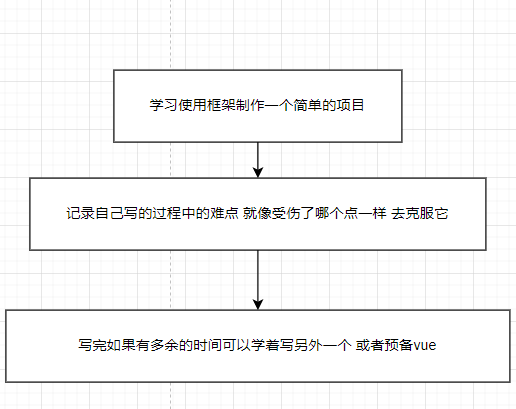 学习使用框架制作一个简单的项目
记录自己写的过程中的难点 就像受伤了哪个点一样 去克服它
写完如果有多余的时间可以学着写另外一个 或者预备vue